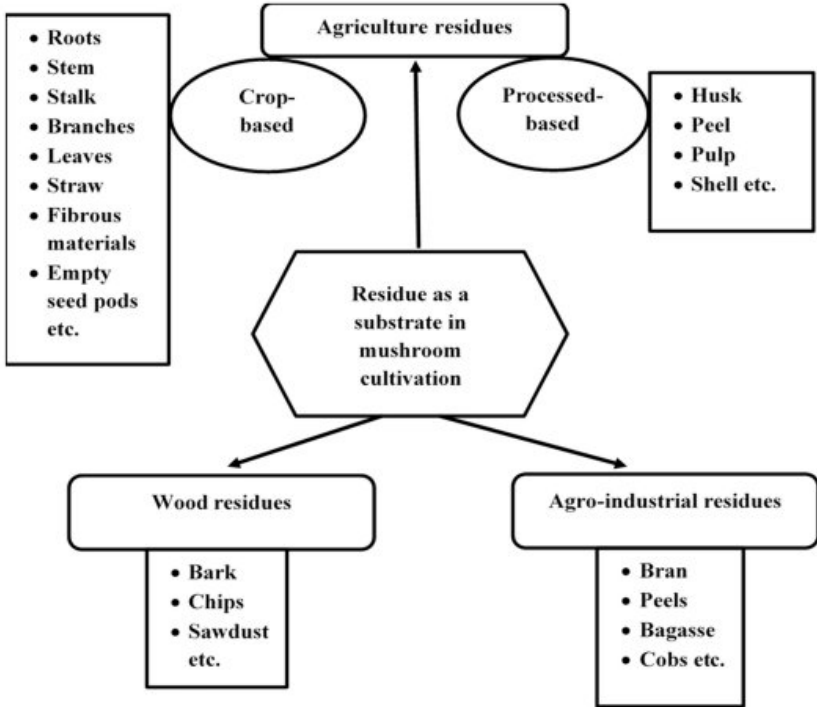 Agriculture residues
• Roots
• Stem
• Stalk
• Branches
• Leaves
• Straw
• Fibrous
materials
• Empty
seed pods
etc.
Crop-
based
Processed-
based
• Husk
• Peel
• Pulp
• Shell etc.
Residue as a
substrate in
mushroom
cultivation
Wood residues
• Bark
• Chips
• Sawdust
etc.
Agro-industrial residues
• Bran
• Peels
• Bagasse
• Cobs etc.